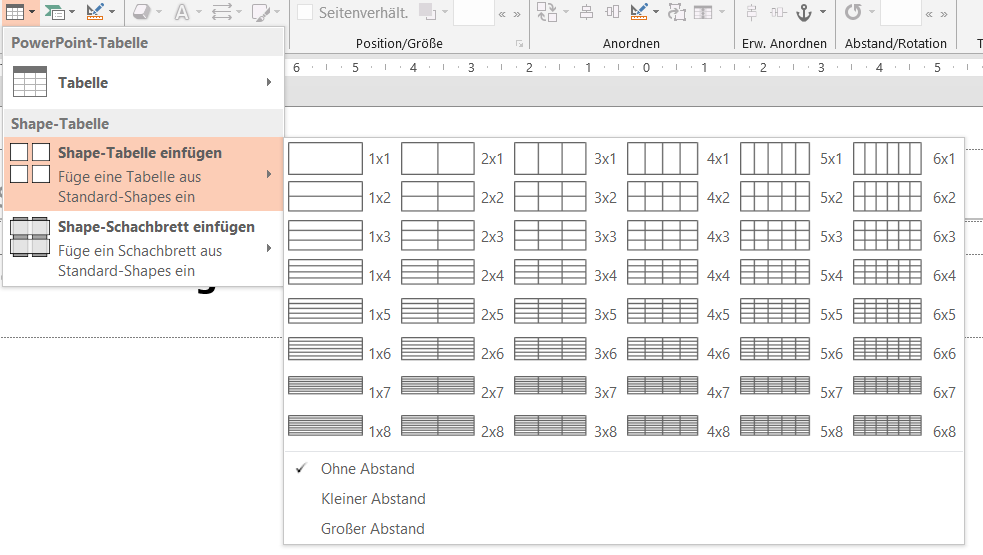 Seitenverhält. « » « »
Position/Größe Anordnen Erw. Anordnen Abstand/Rotation
6 5 4 3 2 1 0 1 2 3 4 5
PowerPoint-Tabelle
Tabelle
Shape-Tabelle
Shape-Tabelle einfügen
Füge eine Tabelle aus
Standard-Shapes ein
Shape-Schachbrett einfügen
Füge ein Schachbrett aus
Standard-Shapes ein
1x1 2x1 3x1 4x1 5x1 6x1
1x2 2x2 3x2 4x2 5x2 6x2
1x3 2x3 3x3 4x3 5x3 6x3
1x4 2x4 3x4 4x4 5x4 6x4
1x5 2x5 3x5 4x5 5x5 6x5
1x6 2x6 3x6 4x6 5x6 6x6
1x7 2x7 3x7 4x7 5x7 6x7
1x8 2x8 3x8 4x8 5x8 6x8
Ohne Abstand
Kleiner Abstand
Großer Abstand